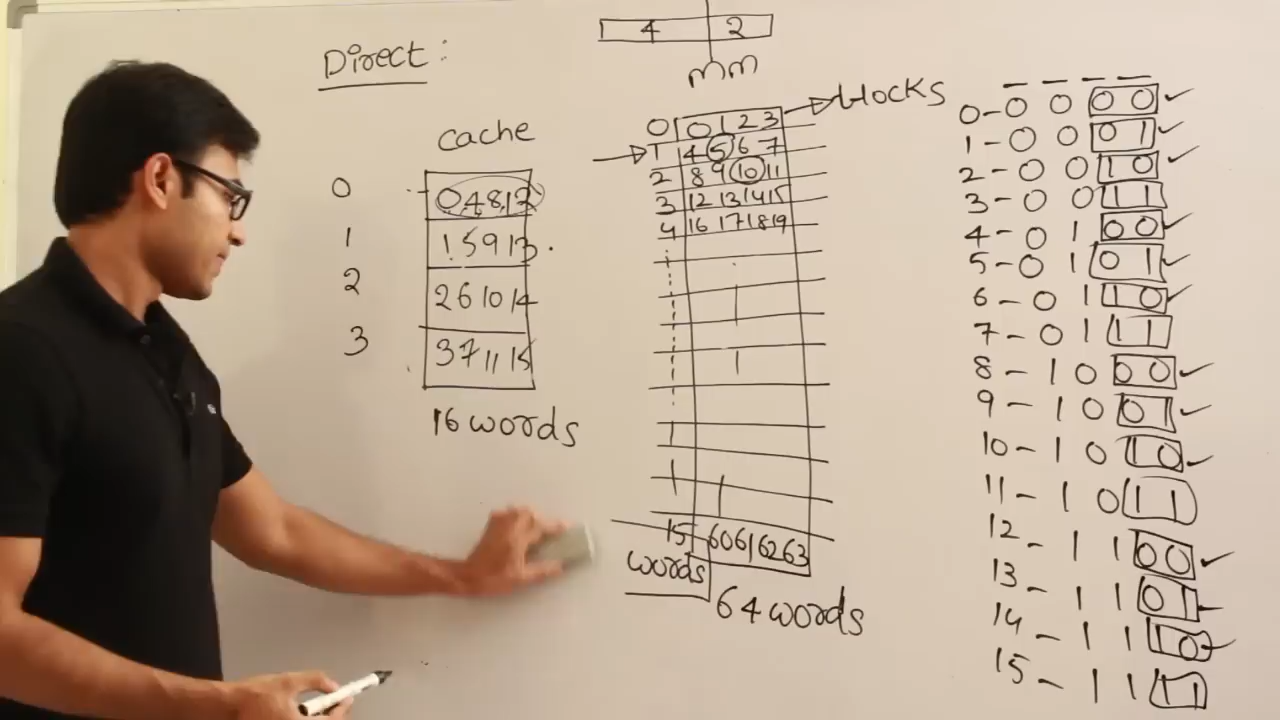 Direct:
4 2
mm
blocks
cache
0 0 4 8 12
1 1 5 9 13
2 2 6 10 14
3 3 7 11 15
16 words
0 0 1 2 3
1 4 5 6 7
2 8 9 10 11
3 12 13 14 15
4 16 17 18 19
15 60 61 62 63
words
64 words
0 - 0 0 0 0
1 - 0 0 0 1
2 - 0 0 1 0
3 - 0 0 1 1
4 - 0 1 0 0
5 - 0 1 0 1
6 - 0 1 1 0
7 - 0 1 1 1
8 - 1 0 0 0
9 - 1 0 0 1
10 - 1 0 1 0
11 - 1 0 1 1
12 - 1 1 0 0
13 - 1 1 0 1
14 - 1 1 1 0
15 - 1 1 1 1